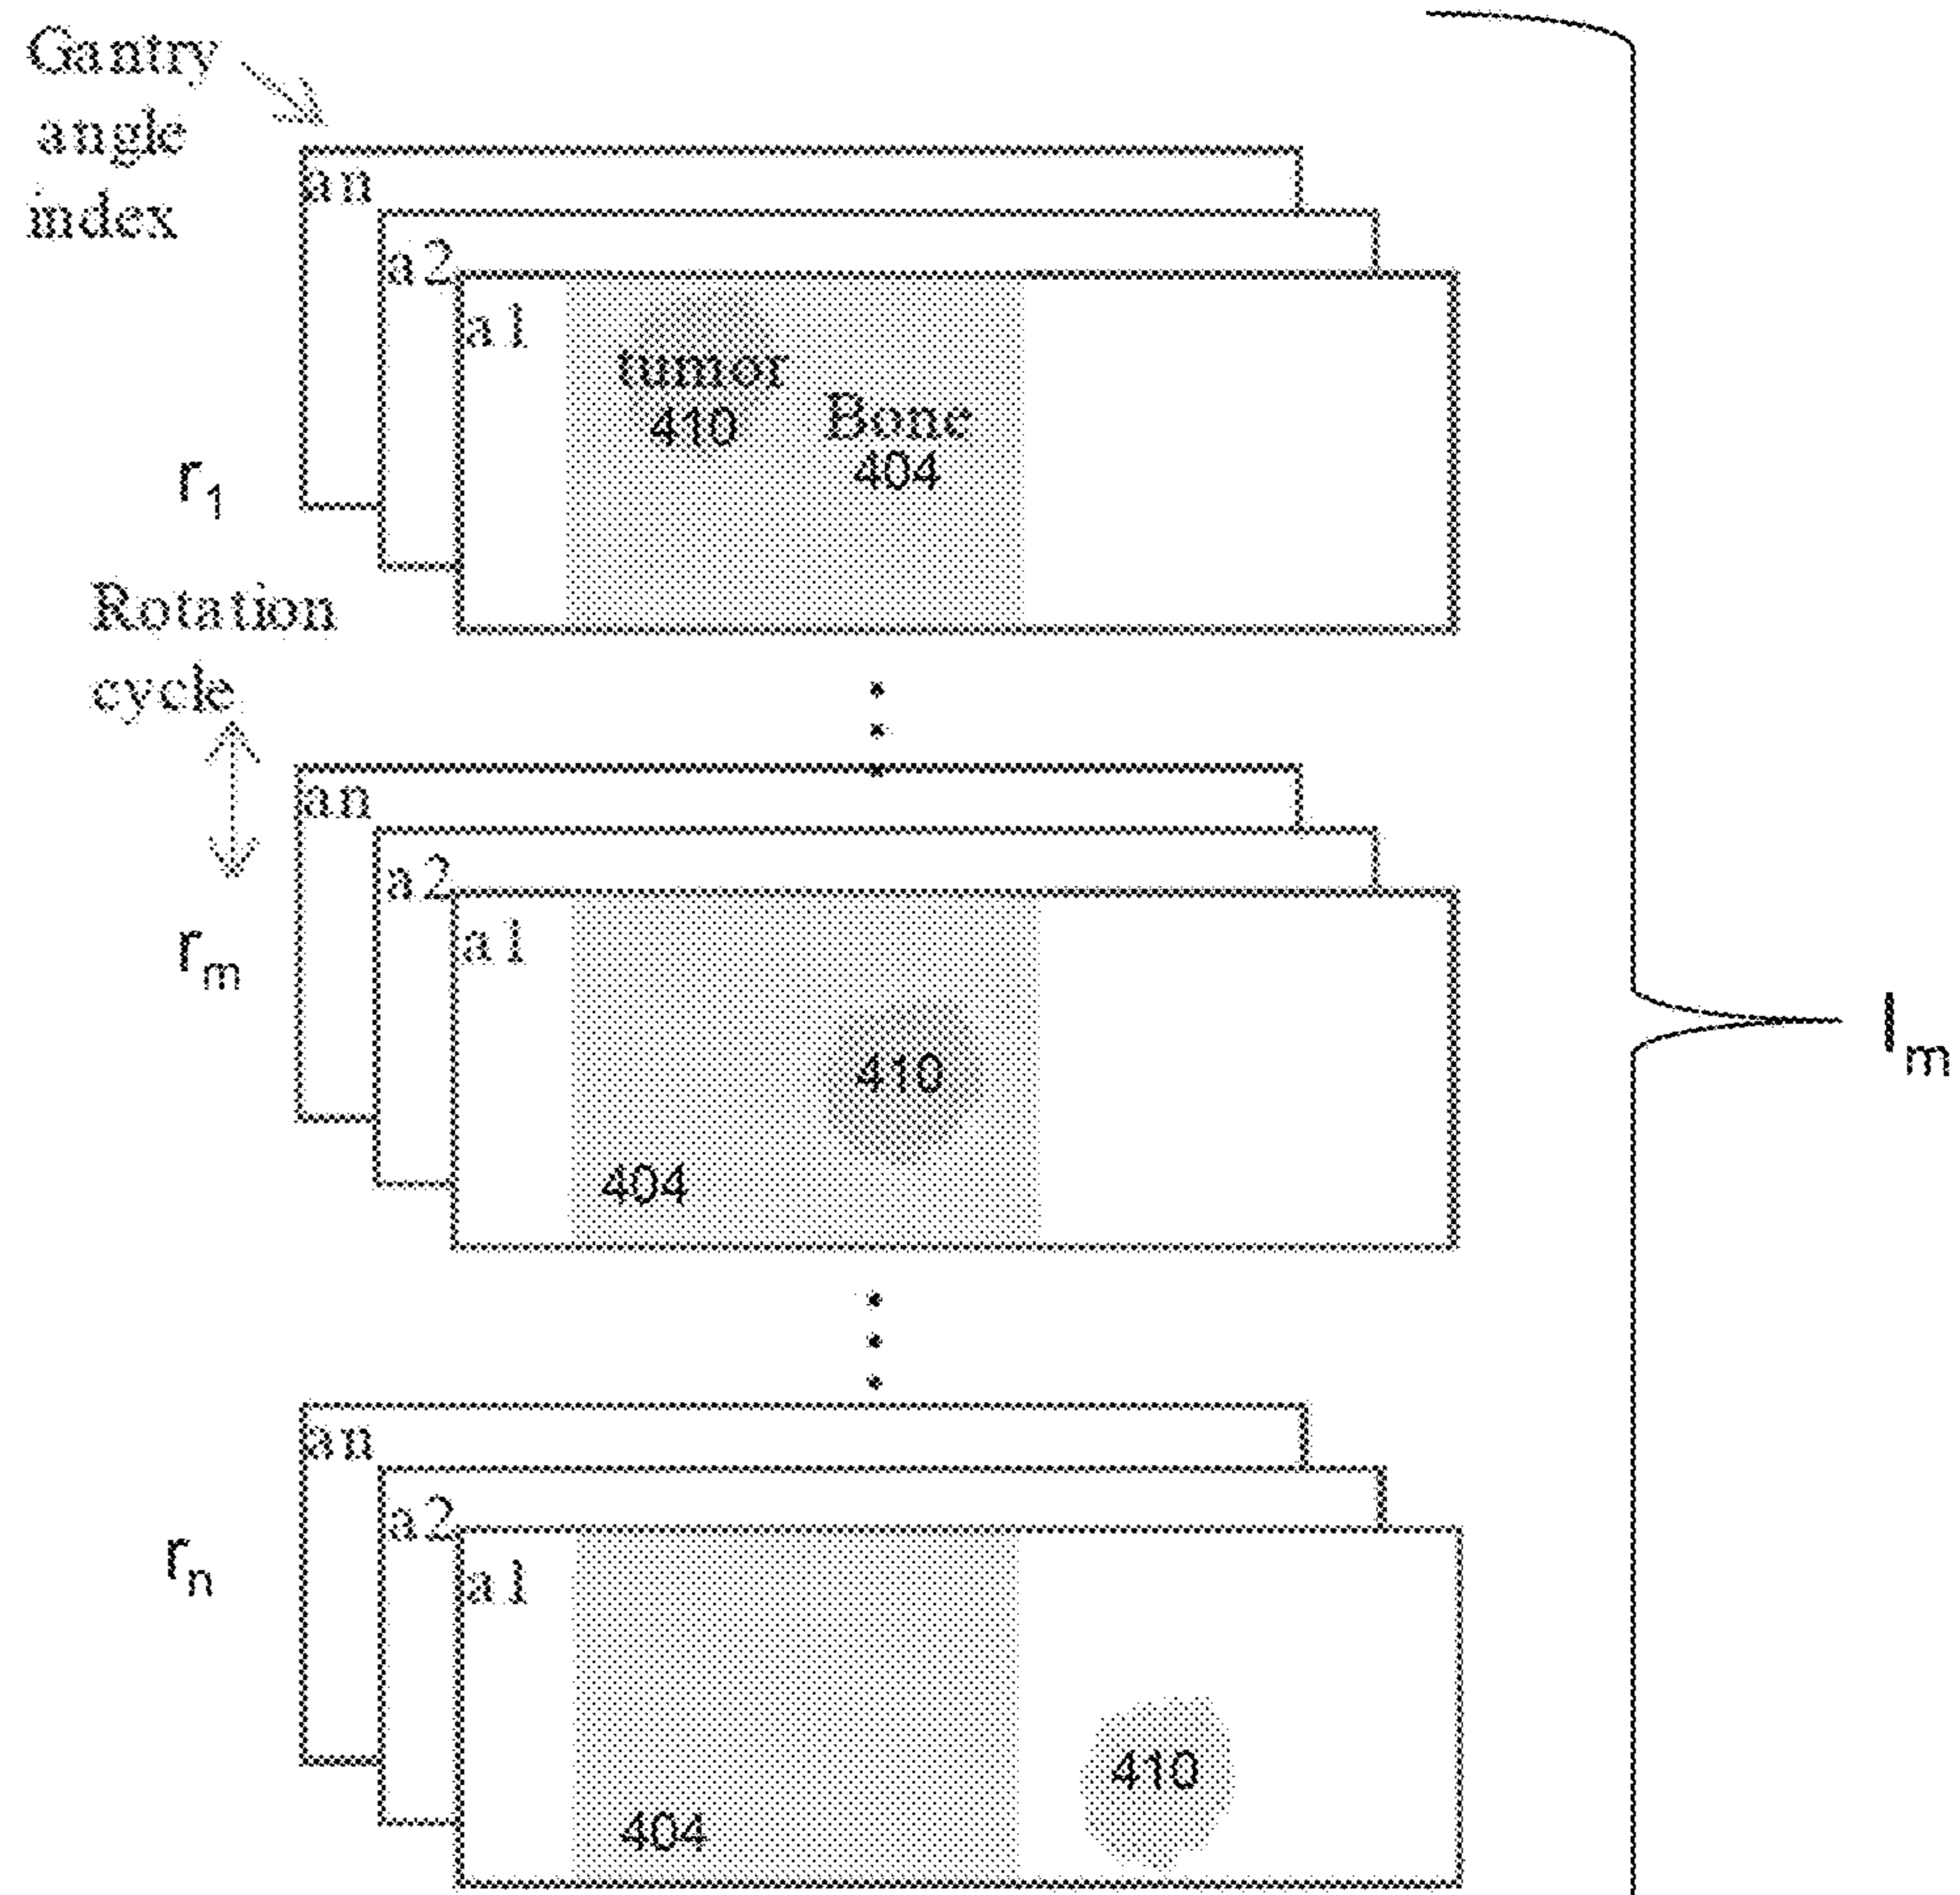 Gantry
angle
index
an
a2
a1
tumor
410
Bone
404
r1
Rotation
cycle
an
a2
a1
rm
410
404
Im
an
a2
a1
rn
410
404